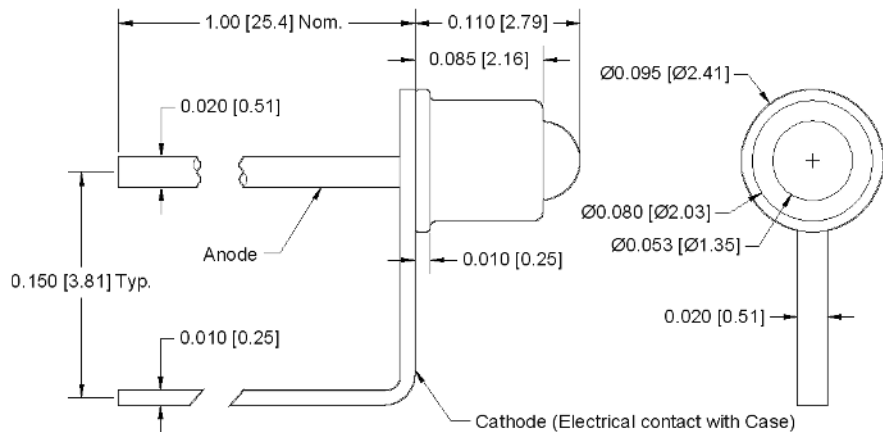 1.00 [25.4] Nom.
0.110 [2.79]
0.085 [2.16]
Ø0.095 [Ø2.41]
0.020 [0.51]
Ø0.080 [Ø2.03]
Ø0.053 [Ø1.35]
Anode
0.010 [0.25]
0.150 [3.81] Typ.
0.020 [0.51]
0.010 [0.25]
Cathode (Electrical contact with Case)